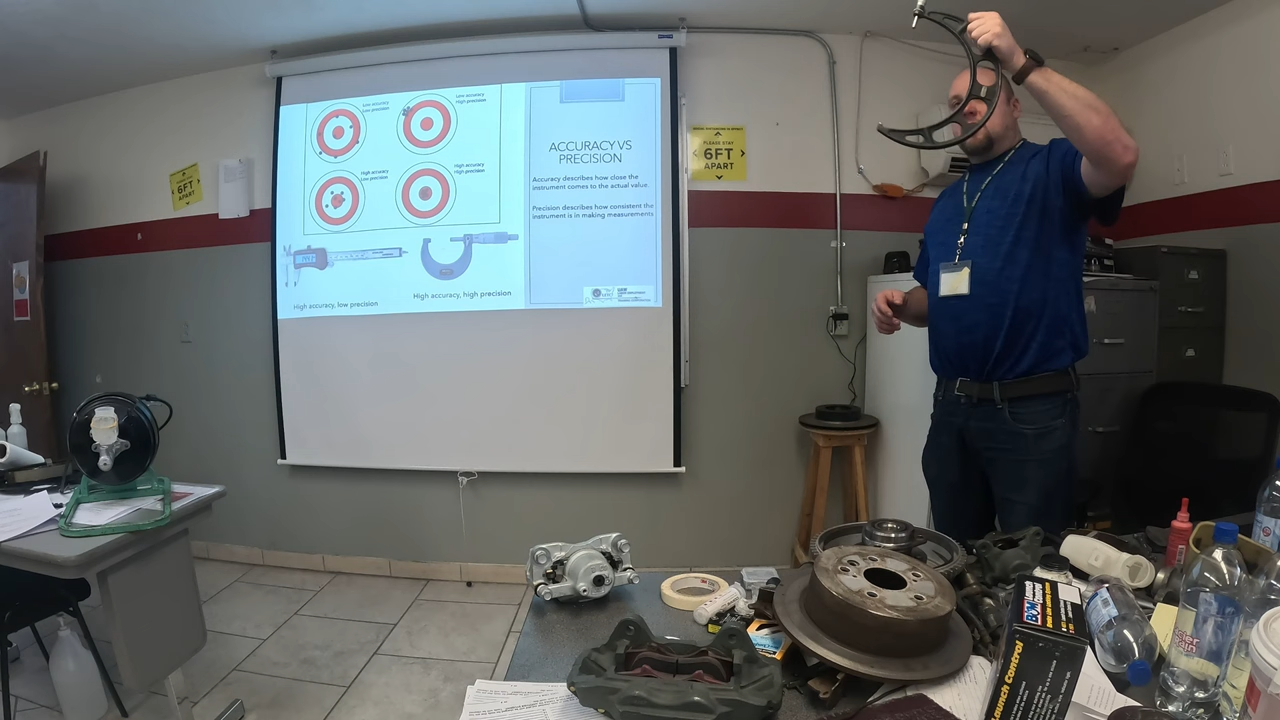 Low accuracy
Low precision
Low accuracy
High precision
High accuracy
Low precision
High accuracy
High precision
High accuracy, low precision
High accuracy, high precision
ACCURACY VS
PRECISION
Accuracy describes how close the
instrument comes to the actual value.
Precision describes how consistent the
instrument is in making measurements
PLEASE STAY
6FT
APART
6FT
APART
Launch Control